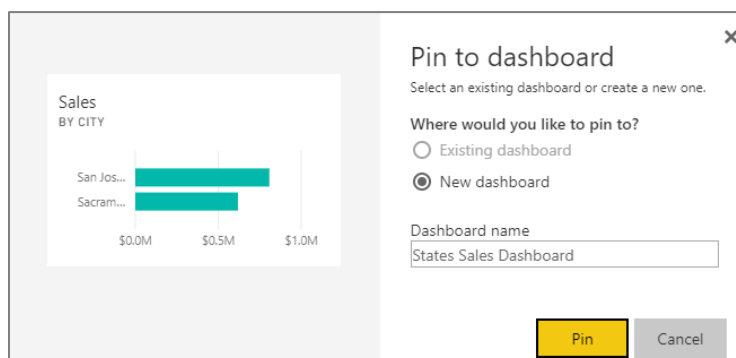 Sales
BY CITY
San Jos...
Sacram...
$0.0M $0.5M $1.0M
Pin to dashboard
Select an existing dashboard or create a new one.
Where would you like to pin to?
Existing dashboard
New dashboard
Dashboard name
States Sales Dashboard
Pin Cancel